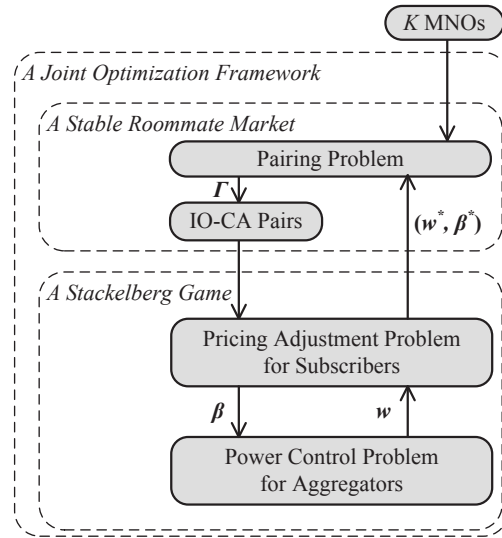 K MNOs
A Joint Optimization Framework
A Stable Roommate Market
Pairing Problem
Γ
IO-CA Pairs
(w*, β*)
A Stackelberg Game
Pricing Adjustment Problem
for Subscribers
β
w
Power Control Problem
for Aggregators